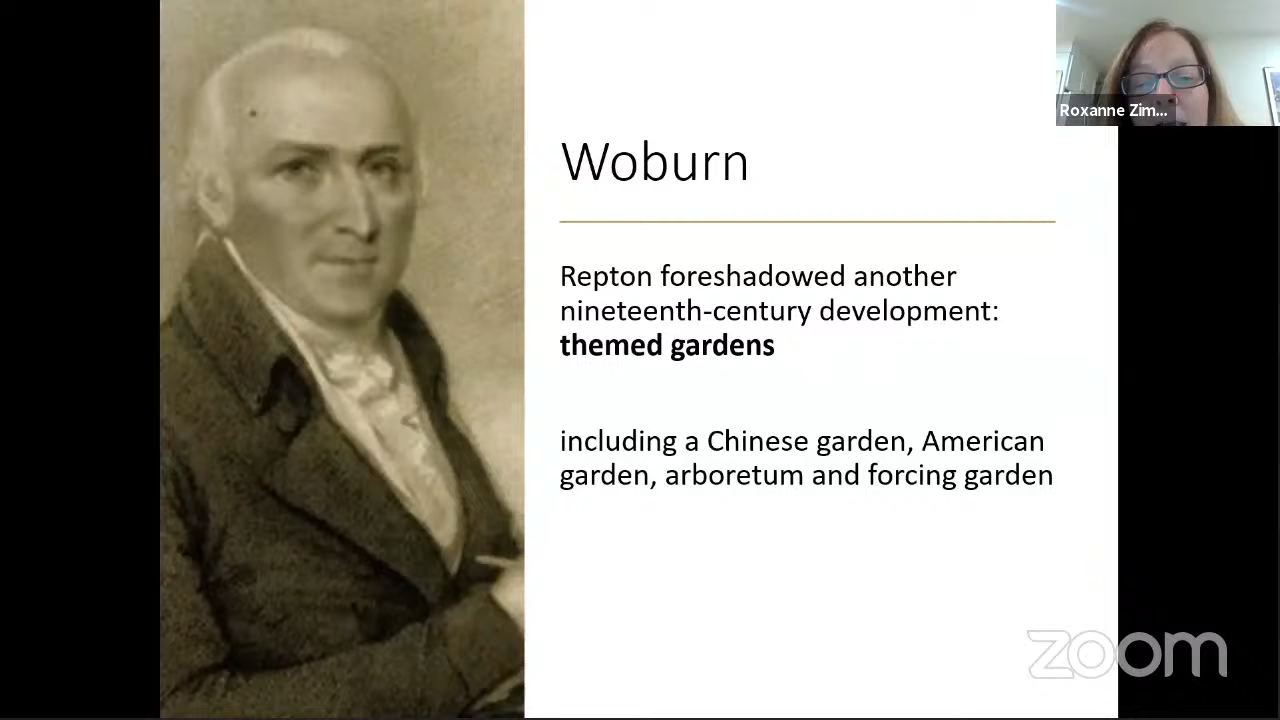 Roxanne Zim...
Woburn
Repton foreshadowed another
nineteenth-century development:
themed gardens
including a Chinese garden, American
garden, arboretum and forcing garden
zoom